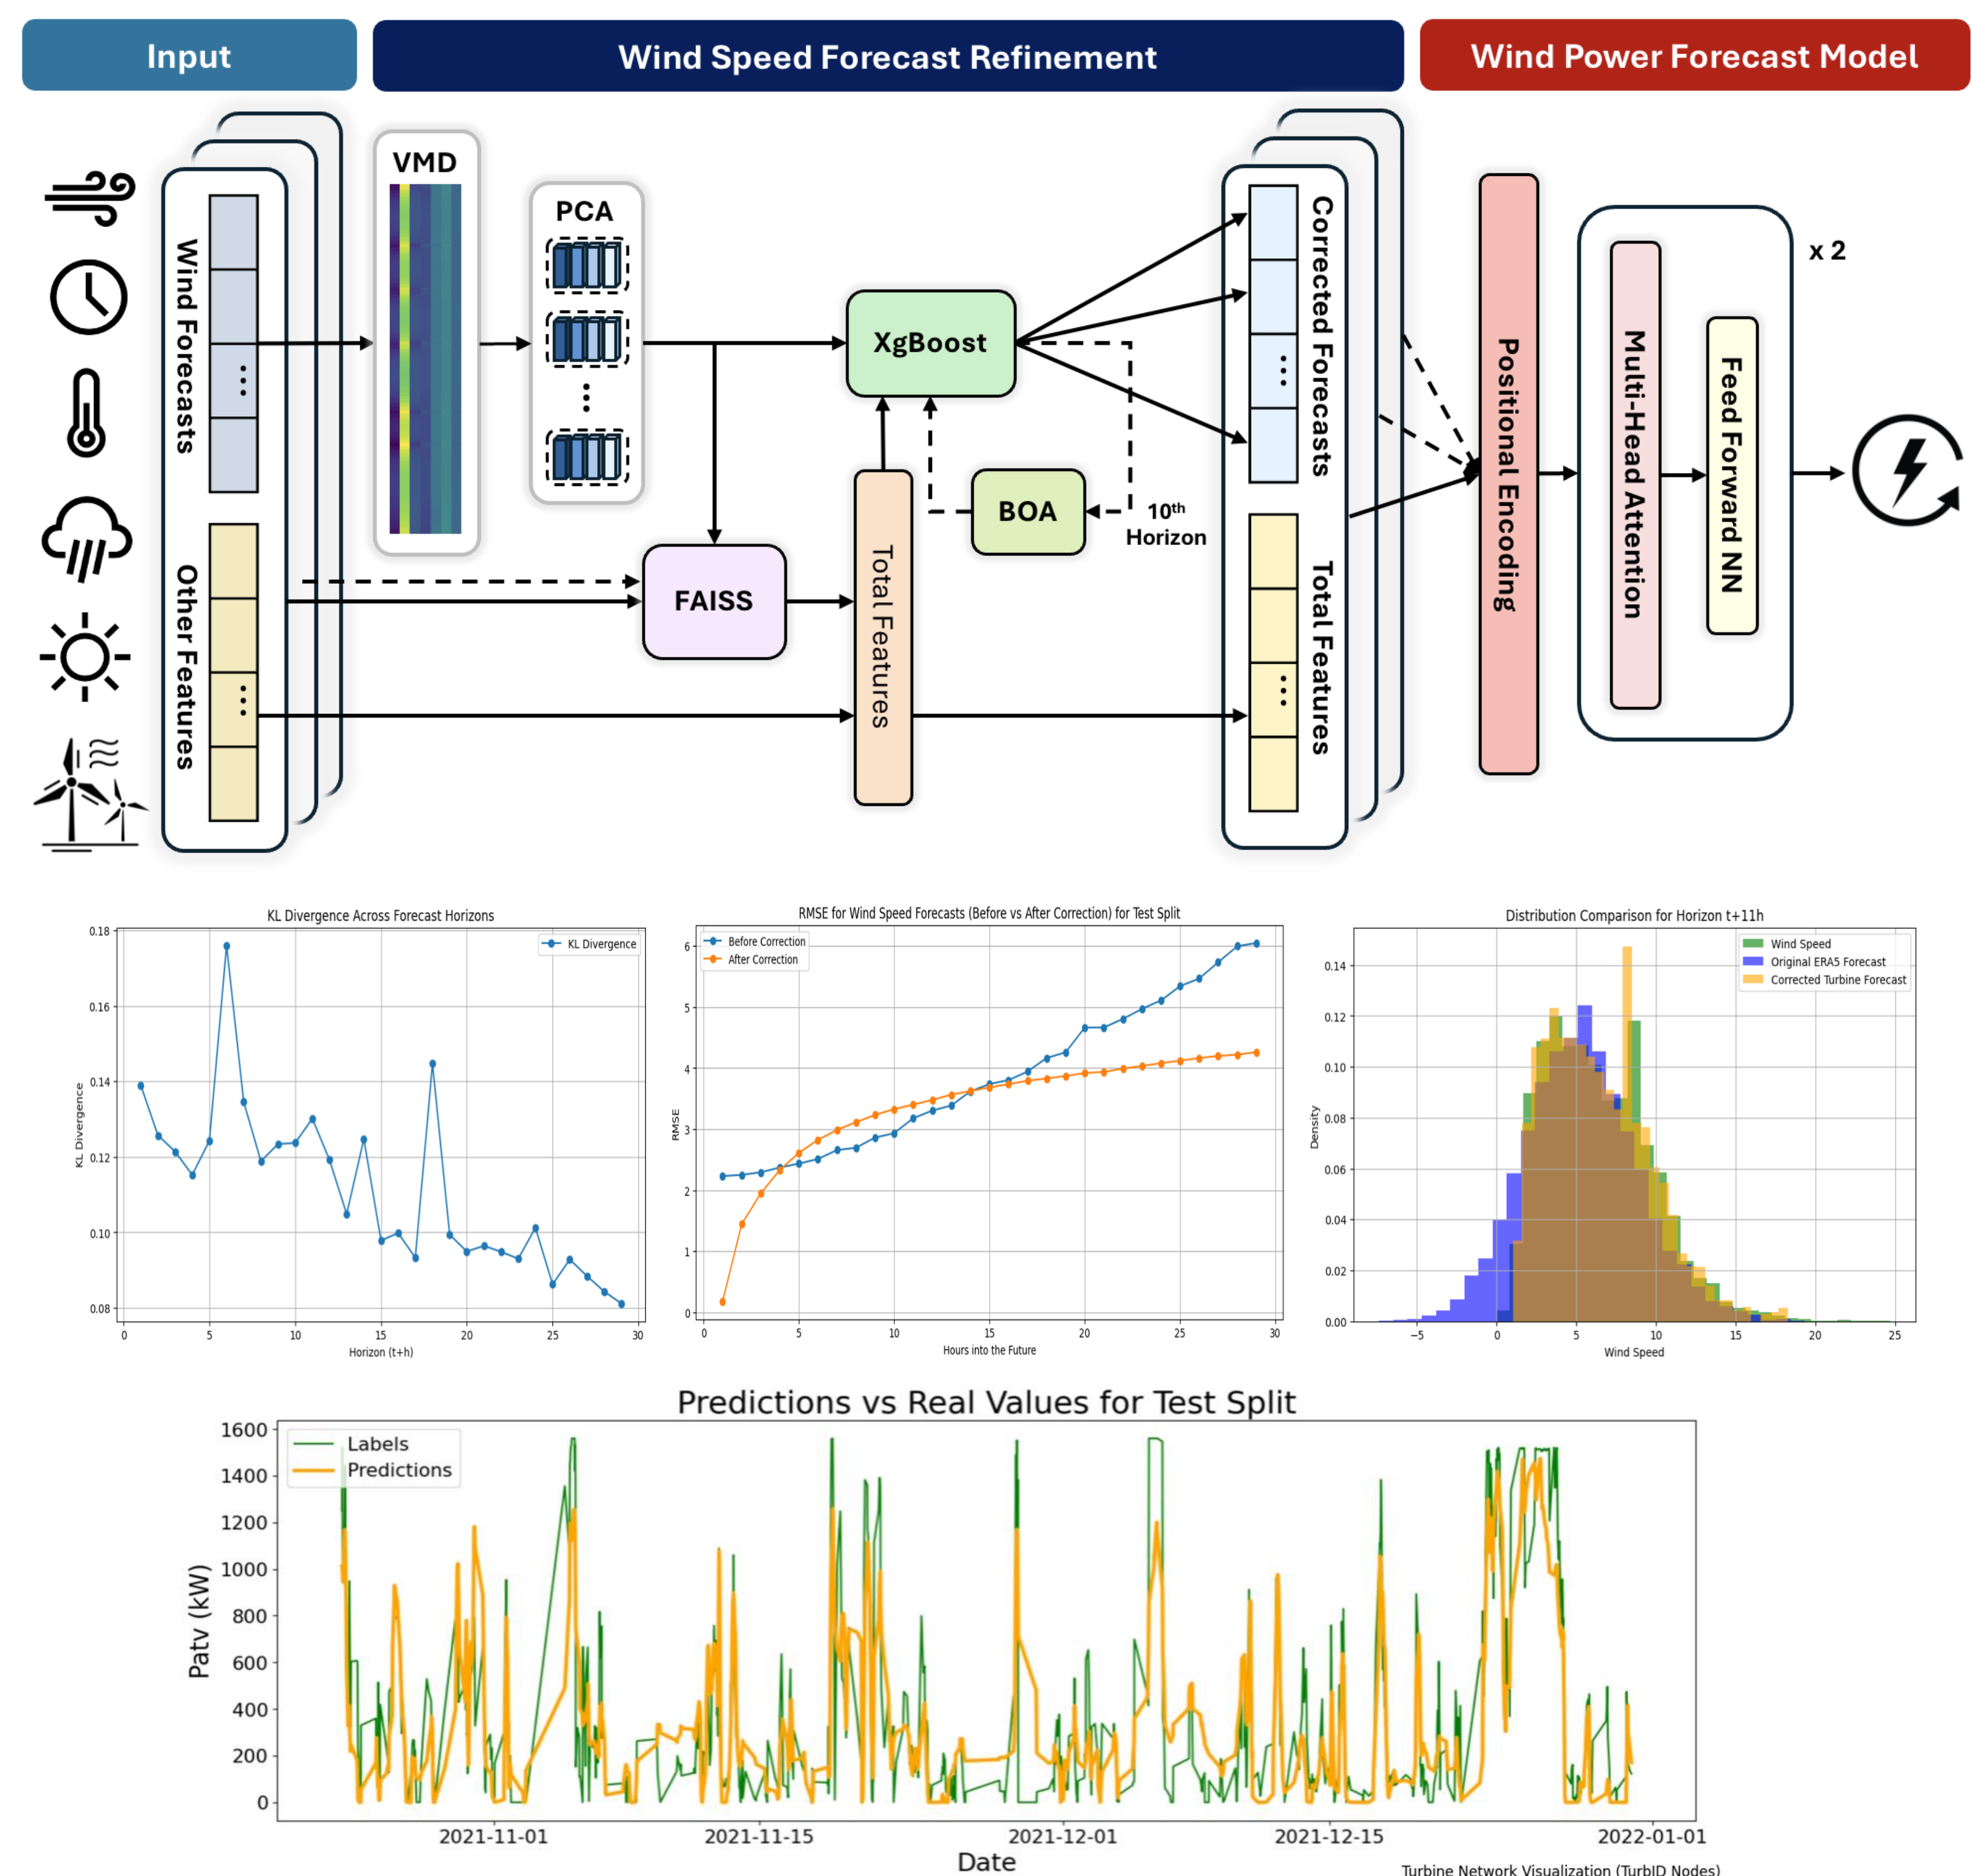 Input
Wind Speed Forecast Refinement
Wind Power Forecast Model
Wind Forecasts
Other Features
VMD
PCA
XgBoost
BOA
10th
Horizon
FAISS
Total Features
Corrected Forecasts
Total Features
Positional Encoding
Multi-Head Attention
Feed Forward NN
x 2
KL Divergence Across Forecast Horizons
KL Divergence
0.18
0.16
0.14
0.12
0.10
0.08
KL Divergence
0 5 10 15 20 25 30
Horizon (t+h)
RMSE for Wind Speed Forecasts (Before vs After Correction) for Test Split
Before Correction
After Correction
6
5
4
3
2
1
0
RMSE
0 5 10 15 20 25 30
Hours into the Future
Distribution Comparison for Horizon t+11h
Wind Speed
Original ERA5 Forecast
Corrected Turbine Forecast
0.14
0.12
0.10
0.08
0.06
0.04
0.02
0.00
Density
−5 0 5 10 15 20 25
Wind Speed
Predictions vs Real Values for Test Split
Labels
Predictions
1600
1400
1200
1000
800
600
400
200
0
Patv (kW)
2021-11-01 2021-11-15 2021-12-01 2021-12-15 2022-01-01
Date
Turbine Network Visualization (TurbID Nodes)